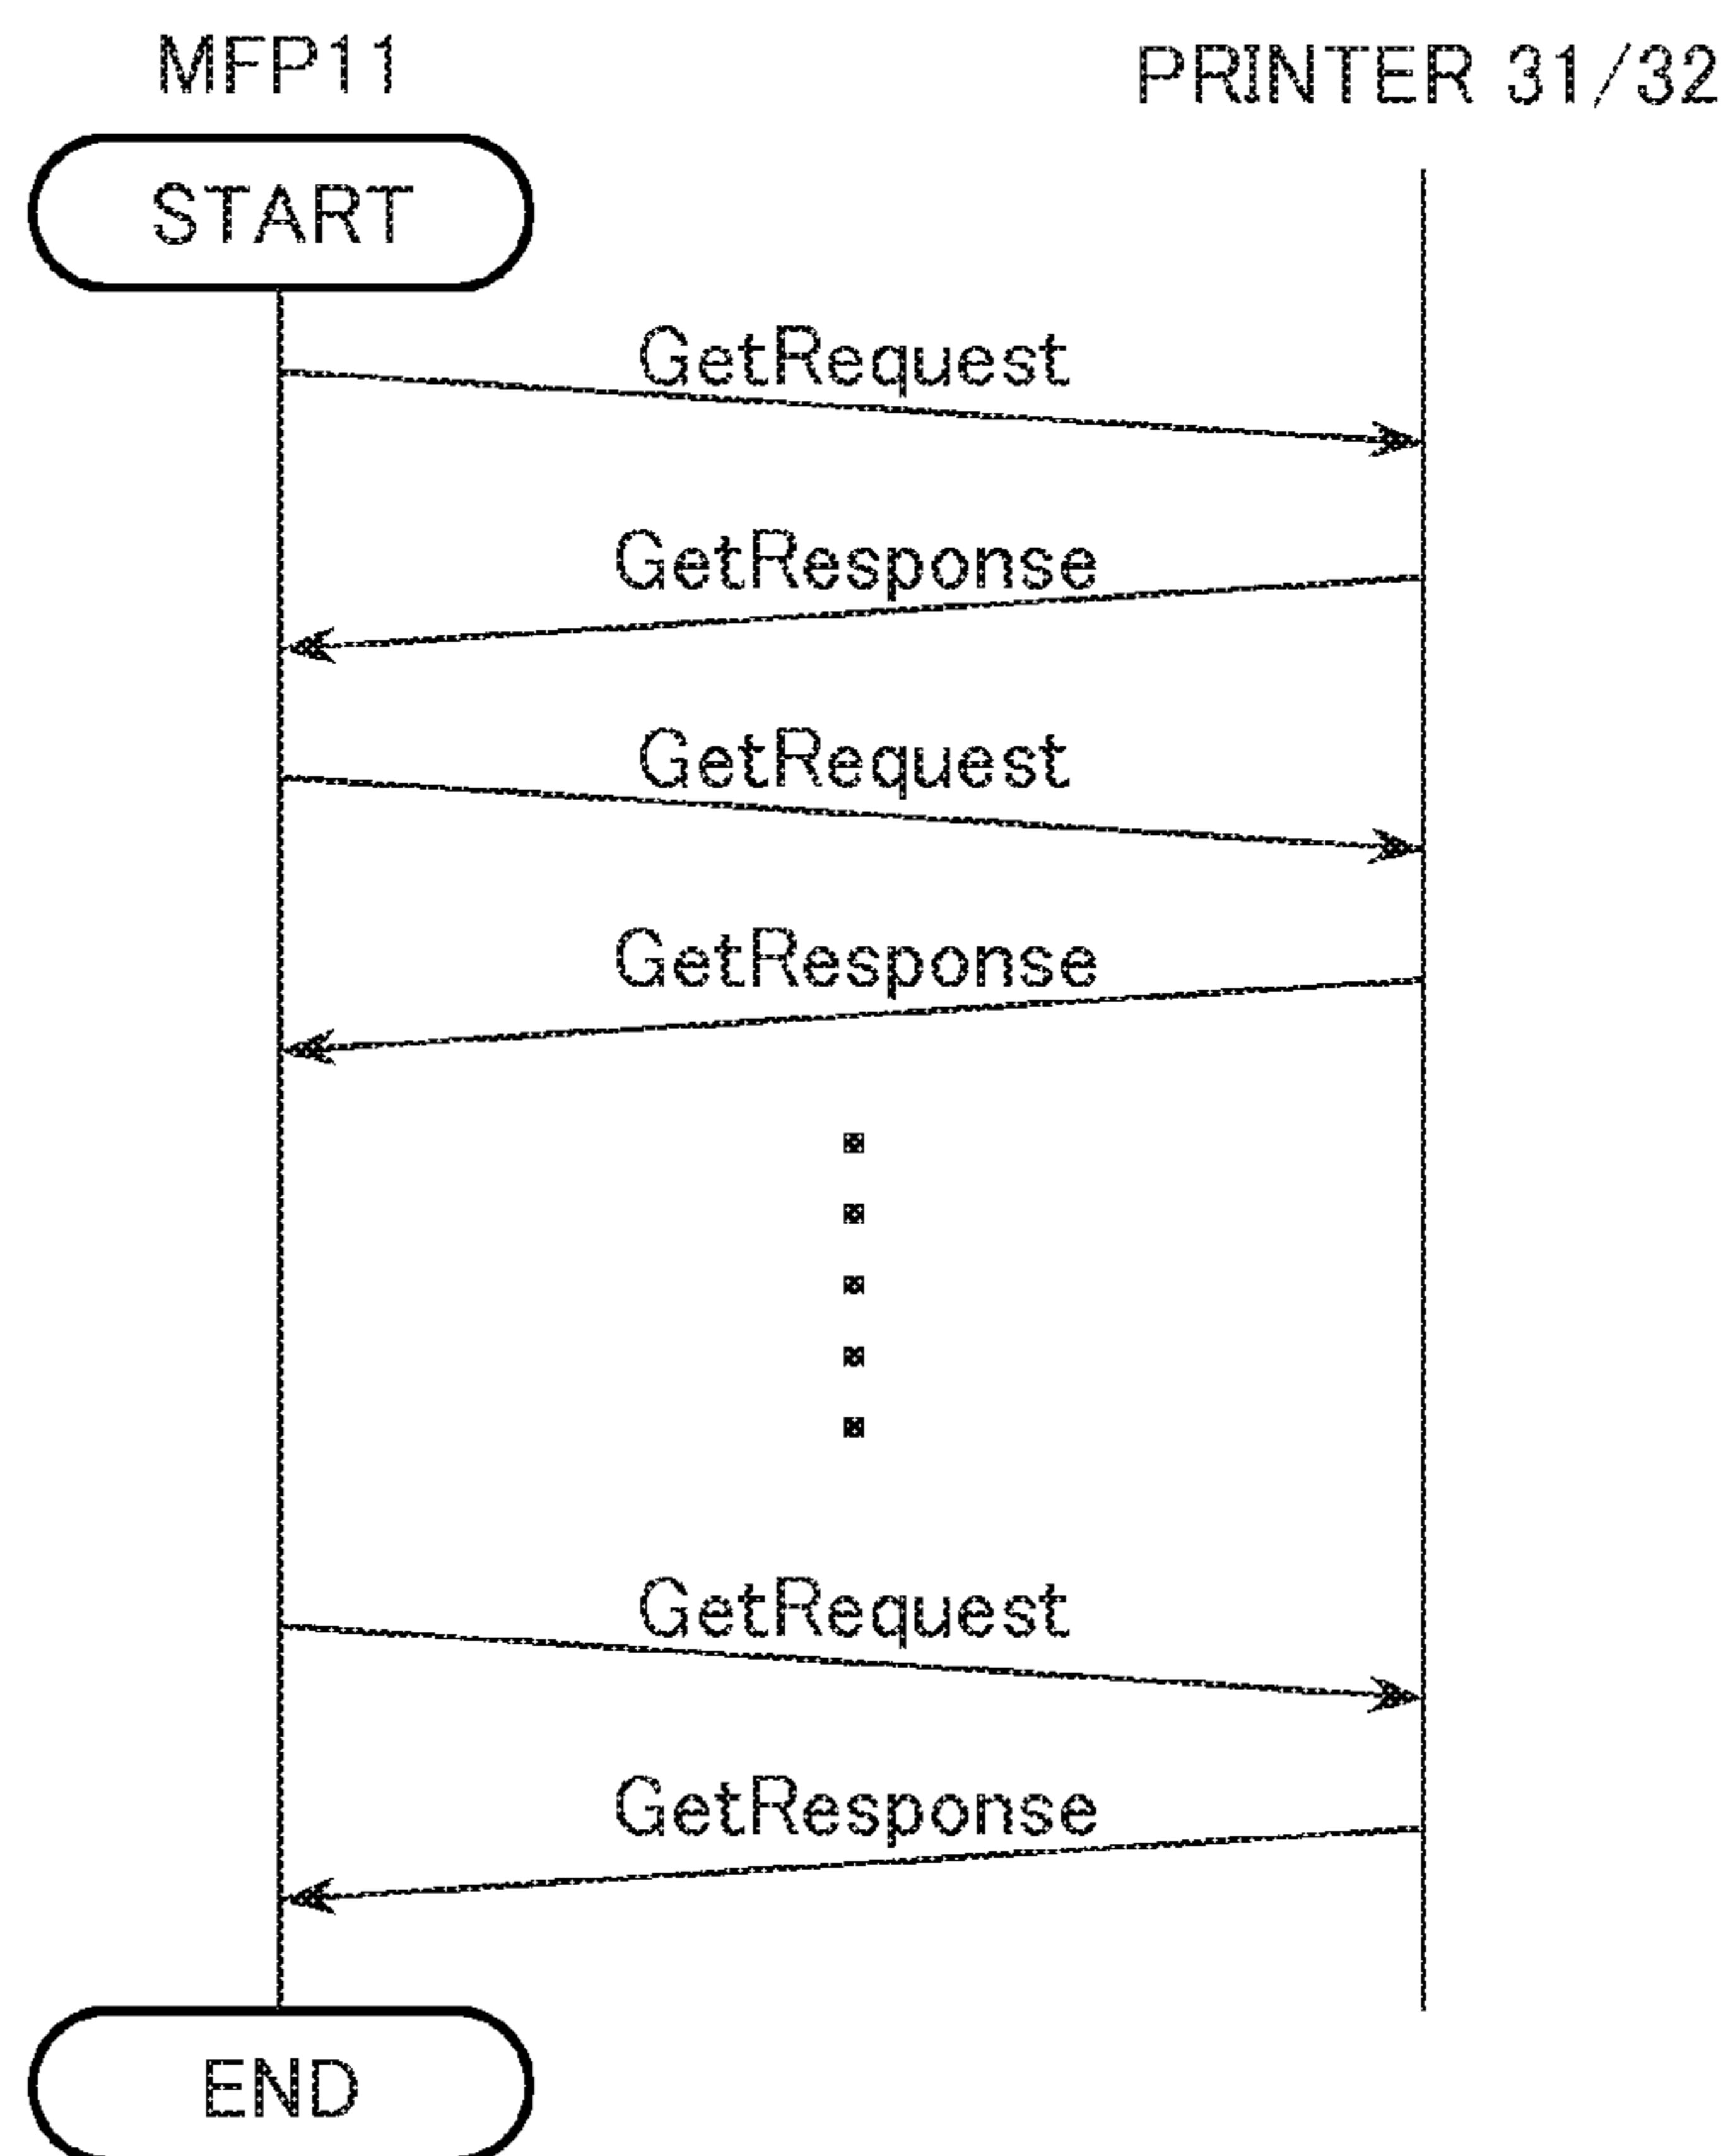 MFP11
PRINTER 31/32
START
GetRequest
GetResponse
GetRequest
GetResponse
GetRequest
GetResponse
END